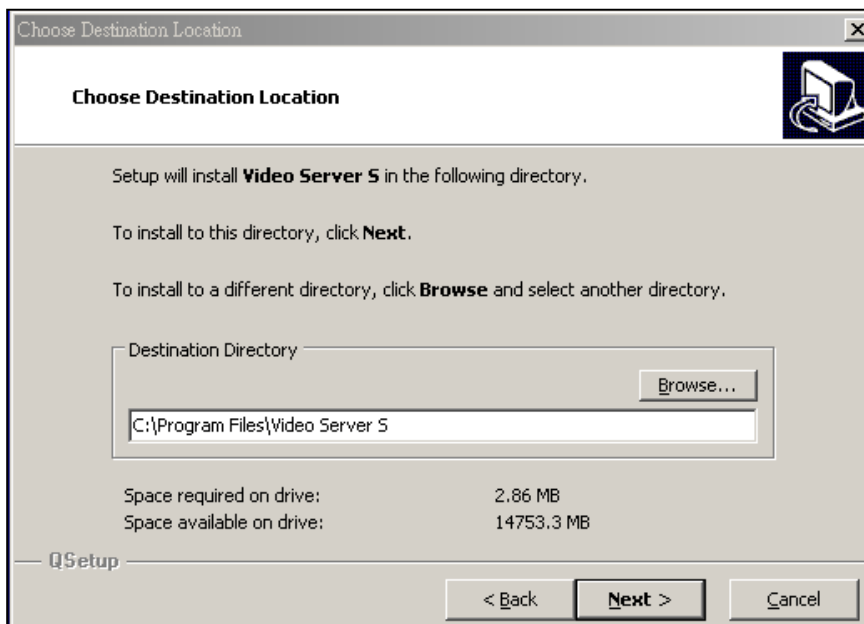 Choose Destination Location
Choose Destination Location
Setup will install Video Server S in the following directory.
To install to this directory, click Next.
To install to a different directory, click Browse and select another directory.
Destination Directory
Browse...
C:\Program Files\Video Server S
Space required on drive: 2.86 MB
Space available on drive: 14753.3 MB
QSetup
< Back Next > Cancel